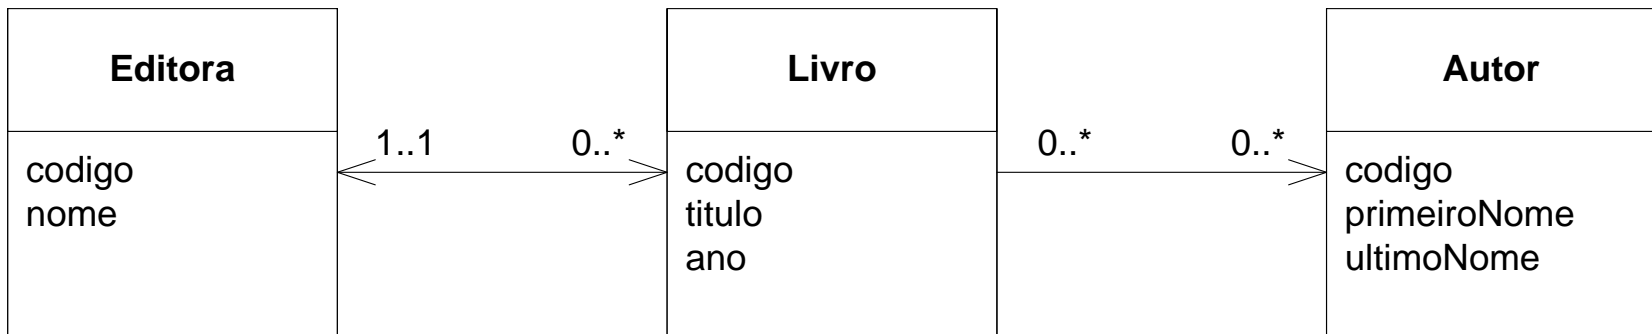 Editora
codigo
nome
1..1
0..*
Livro
codigo
titulo
ano
0..*
0..*
Autor
codigo
primeiroNome
ultimoNome